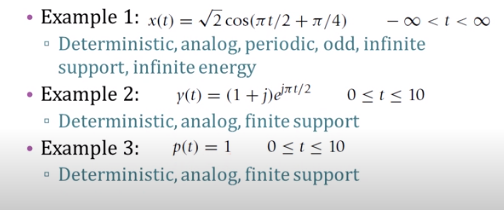 • Example 1: x(t) = √2 cos(πt/2 + π/4)     − ∞ < t < ∞
▫ Deterministic, analog, periodic, odd, infinite
support, infinite energy
• Example 2:     y(t) = (1 + j)e^{jπt/2}     0 ≤ t ≤ 10
▫ Deterministic, analog, finite support
• Example 3:     p(t) = 1     0 ≤ t ≤ 10
▫ Deterministic, analog, finite support